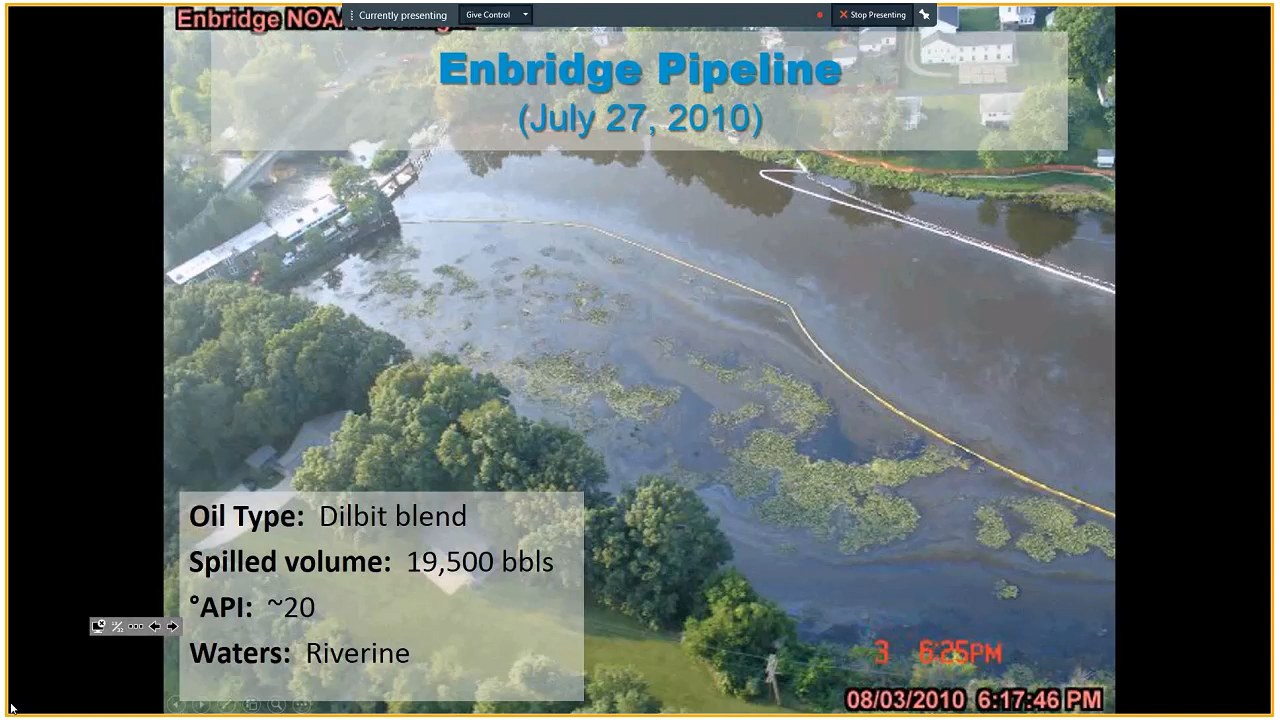 Currently presenting Give Control Stop Presenting
Enbridge
Enbridge Pipeline
(July 27, 2010)
Oil Type: Dilbit blend
Spilled volume: 19,500 bbls
°API: ~20
Waters: Riverine
3 6:25PM
08/03/2010 6:17:46 PM